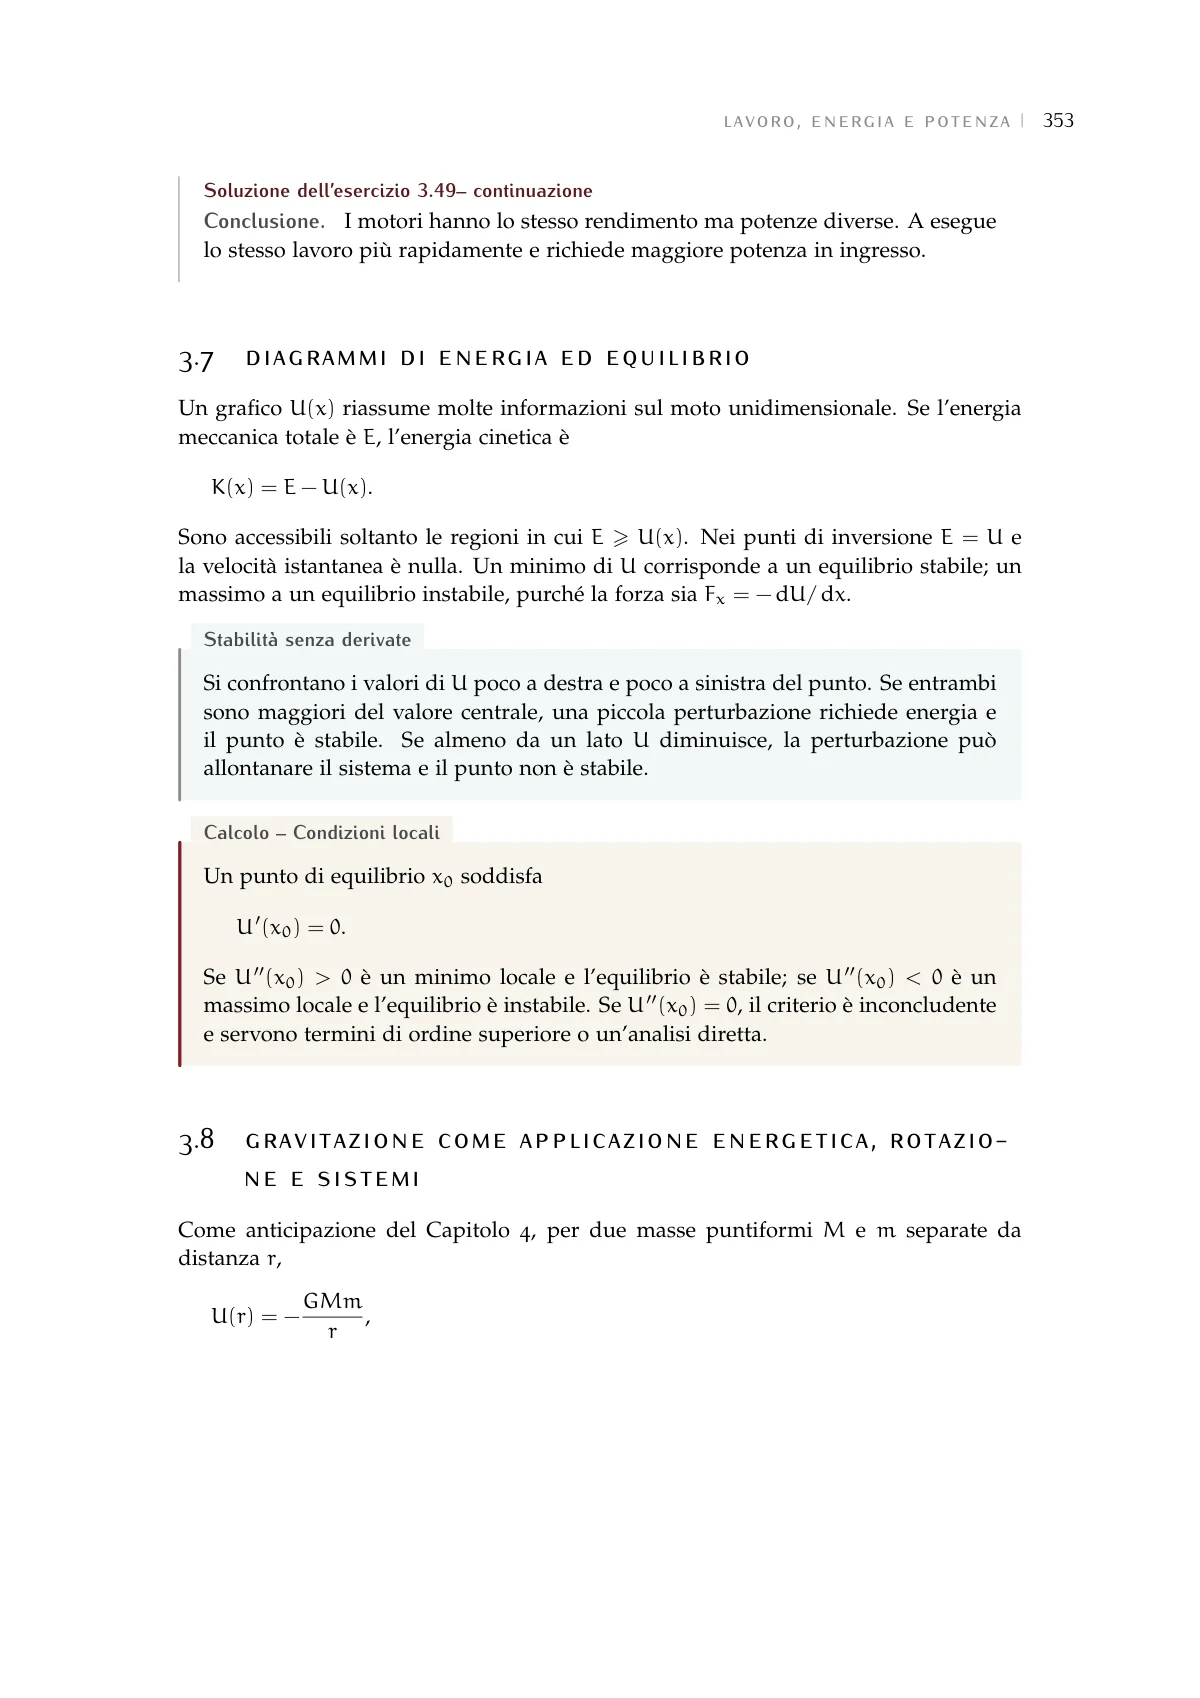 LAVORO, ENERGIA E POTENZA | 353
Soluzione dell'esercizio 3.49– continuazione
Conclusione. I motori hanno lo stesso rendimento ma potenze diverse. A esegue
lo stesso lavoro più rapidamente e richiede maggiore potenza in ingresso.
3.7 DIAGRAMMI DI ENERGIA ED EQUILIBRIO
Un grafico U(x) riassume molte informazioni sul moto unidimensionale. Se l'energia
meccanica totale è E, l'energia cinetica è
K(x) = E − U(x).
Sono accessibili soltanto le regioni in cui E ⩾ U(x). Nei punti di inversione E = U e
la velocità istantanea è nulla. Un minimo di U corrisponde a un equilibrio stabile; un
massimo a un equilibrio instabile, purché la forza sia Fₓ = − dU/ dx.
Stabilità senza derivate
Si confrontano i valori di U poco a destra e poco a sinistra del punto. Se entrambi
sono maggiori del valore centrale, una piccola perturbazione richiede energia e
il punto è stabile. Se almeno da un lato U diminuisce, la perturbazione può
allontanare il sistema e il punto non è stabile.
Calcolo – Condizioni locali
Un punto di equilibrio x₀ soddisfa
U′(x₀) = 0.
Se U″(x₀) > 0 è un minimo locale e l'equilibrio è stabile; se U″(x₀) < 0 è un
massimo locale e l'equilibrio è instabile. Se U″(x₀) = 0, il criterio è inconcludente
e servono termini di ordine superiore o un'analisi diretta.
3.8 GRAVITAZIONE COME APPLICAZIONE ENERGETICA, ROTAZIO-
NE E SISTEMI
Come anticipazione del Capitolo 4, per due masse puntiformi M e m separate da
distanza r,
U(r) = −GMm/r,